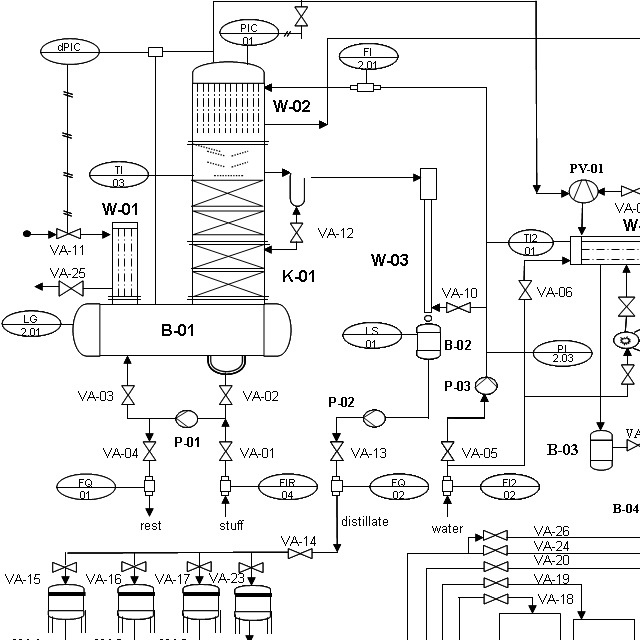 PIC
01
dPIC
FI
2.01
W-02
TI
03
PV-01
W-01
VA-12
VA-11
TI2
01
K-01
W-03
VA-25
VA-10
VA-06
LG
2.01
B-01
LS
01
B-02
PI
2.03
P-03
VA-03
VA-02
P-02
P-01
VA-04
VA-01
VA-13
VA-05
B-03
FQ
01
FIR
04
FQ
02
FI2
02
B-04
rest
stuff
distillate
water
VA-14
VA-26
VA-24
VA-20
VA-15
VA-16
VA-17
VA-23
VA-19
VA-18